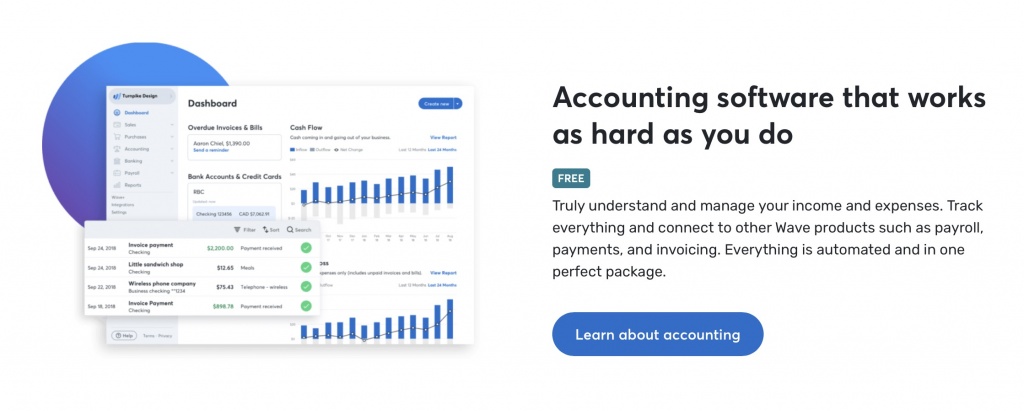 Turnpike Design
Dashboard
Sales
Purchases
Accounting
Banking
Payroll
Reports
Waves
Integrations
Settings
Help
Terms · Privacy
Dashboard
Create new
Overdue Invoices & Bills
Aaron Chiel, $1,390.00
Send a reminder
Bank Accounts & Credit Cards
RBC
Checking 123456 CAD $7,062.91
Cash Flow
Cash coming in and going out of your business.
View Report
Inflow Outflow Net Change
Last 12 Months Last 24 Months
Filter Sort Search
Sep 24, 2018 Invoice payment $2,200.00 Payment received
Checking
Sep 24, 2018 Little sandwich shop $12.65 Meals
Checking
Sep 22, 2018 Wireless phone company $75.43 Telephone - wireless
Business checking **1234
Sep 18, 2018 Invoice Payment $898.78 Payment received
Checking
oss
penses only (includes unpaid invoices and bills).
View Report
utflow
Last 12 Months Last 24 Months
Accounting software that works
as hard as you do
FREE
Truly understand and manage your income and expenses. Track
everything and connect to other Wave products such as payroll,
payments, and invoicing. Everything is automated and in one
perfect package.
Learn about accounting